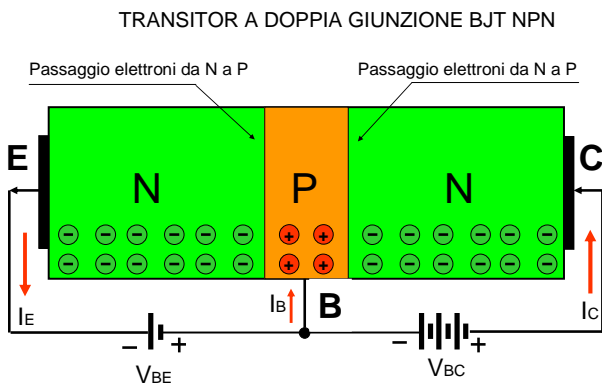 TRANSITOR A DOPPIA GIUNZIONE BJT NPN
Passaggio elettroni da N a P
Passaggio elettroni da N a P
E
N
P
N
C
− − − − − − + + − − − − − −
− − − − − − + + − − − − − −
IE
IB
B
IC
− +
− +
VBE
VBC